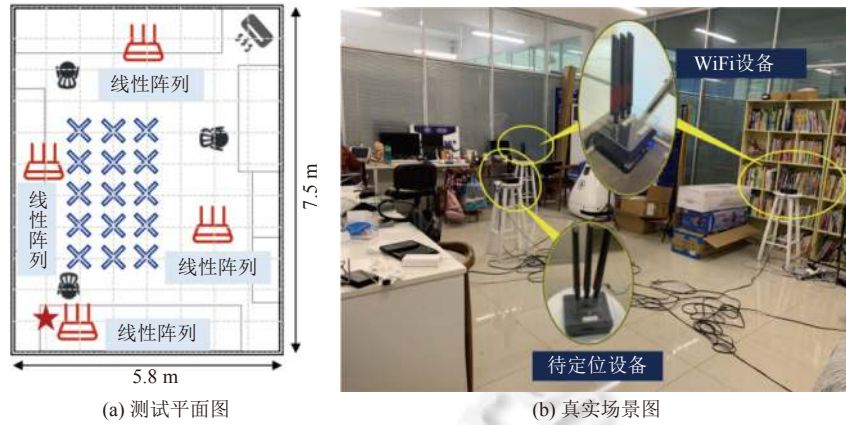 线性阵列
线性阵列
线性阵列
线性阵列
7.5 m
5.8 m
(a) 测试平面图
WiFi设备
待定位设备
(b) 真实场景图